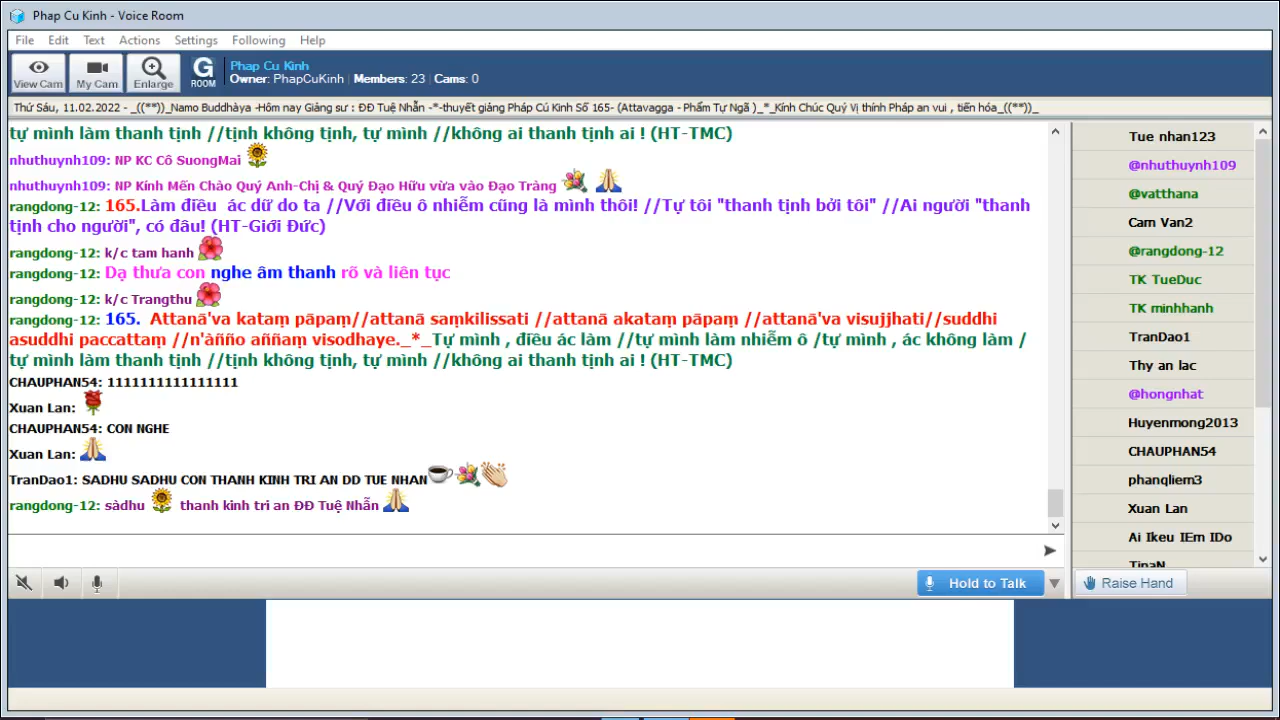 Phap Cu Kinh - Voice Room
File Edit Text Actions Settings Following Help
View Cam My Cam Enlarge G ROOM
Phap Cu Kinh
Owner: PhapCuKinh | Members: 23 | Cams: 0
Thứ Sáu, 11.02.2022 - _((**))_Namo Buddhàya -Hôm nay Giảng sư : ĐĐ Tuệ Nhẫn -*-thuyết giảng Pháp Cú Kinh Số 165- (Attavagga - Phẩm Tự Ngã )_*_Kính Chúc Quý Vị thính Pháp an vui , tiến hóa_((**))_
tự mình làm thanh tịnh //tịnh không tịnh, tự mình //không ai thanh tịnh ai ! (HT-TMC)
nhuthuynh109: NP KC Cô SuongMai
nhuthuynh109: NP Kính Mến Chào Quý Anh-Chị & Quý Đạo Hữu vừa vào Đạo Tràng
rangdong-12: 165.Làm điều ác dữ do ta //Với điều ô nhiễm cũng là mình thôi! //Tự tôi "thanh tịnh bởi tôi" //Ai người "thanh
tịnh cho người", có đâu! (HT-Giới Đức)
rangdong-12: k/c tam hanh
rangdong-12: Dạ thưa con nghe âm thanh rõ và liên tục
rangdong-12: k/c Trangthu
rangdong-12: 165. Attanā'va kataṃ pāpaṃ//attanā saṃkilissati //attanā akataṃ pāpaṃ //attanā'va visujjhati//suddhi
asuddhi paccattaṃ //n'àñño aññaṃ visodhaye._*_Tự mình , điều ác làm //tự mình làm nhiễm ô /tự mình , ác không làm /
tự mình làm thanh tịnh //tịnh không tịnh, tự mình //không ai thanh tịnh ai ! (HT-TMC)
CHAUPHAN54: 11111111111111111
Xuan Lan:
CHAUPHAN54: CON NGHE
Xuan Lan:
TranDao1: SADHU SADHU CON THANH KINH TRI AN DD TUE NHAN
rangdong-12: sàdhu thanh kinh tri an ĐĐ Tuệ Nhẫn
Tue nhan123
@nhuthuynh109
@vatthana
Cam Van2
@rangdong-12
TK TueDuc
TK minhhanh
TranDao1
Thy an lac
@hongnhat
Huyenmong2013
CHAUPHAN54
phanqliem3
Xuan Lan
Ai lkeu IEm IDo
TinaN
Hold to Talk
Raise Hand